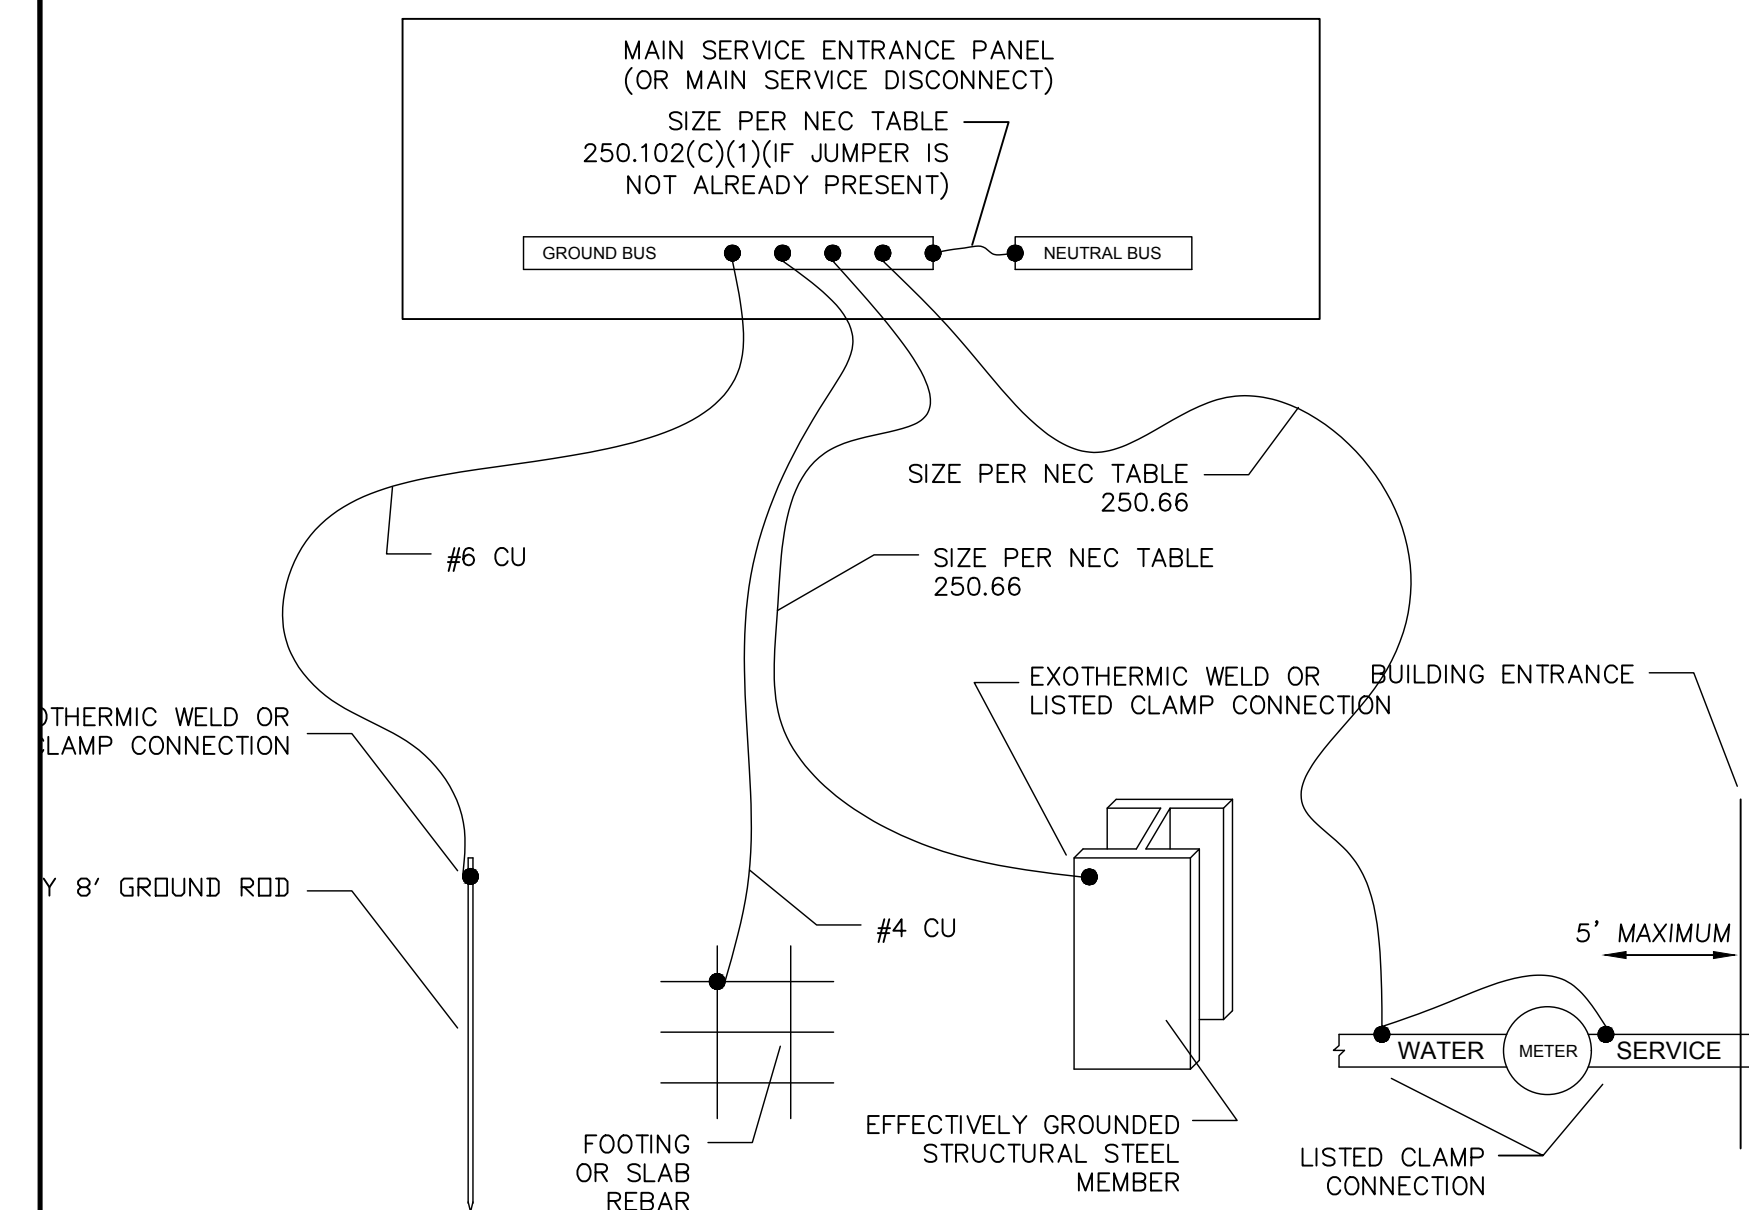 MAIN SERVICE ENTRANCE PANEL
(OR MAIN SERVICE DISCONNECT)
SIZE PER NEC TABLE
250.102(C)(1)(IF JUMPER IS
NOT ALREADY PRESENT)
GROUND BUS
NEUTRAL BUS
SIZE PER NEC TABLE
250.66
#6 CU
SIZE PER NEC TABLE
250.66
EXOTHERMIC WELD OR
LISTED CLAMP CONNECTION
BUILDING ENTRANCE
OTHERMIC WELD OR
CLAMP CONNECTION
Y 8' GROUND ROD
#4 CU
5' MAXIMUM
WATER
METER
SERVICE
EFFECTIVELY GROUNDED
STRUCTURAL STEEL
MEMBER
FOOTING
OR SLAB
REBAR
LISTED CLAMP
CONNECTION